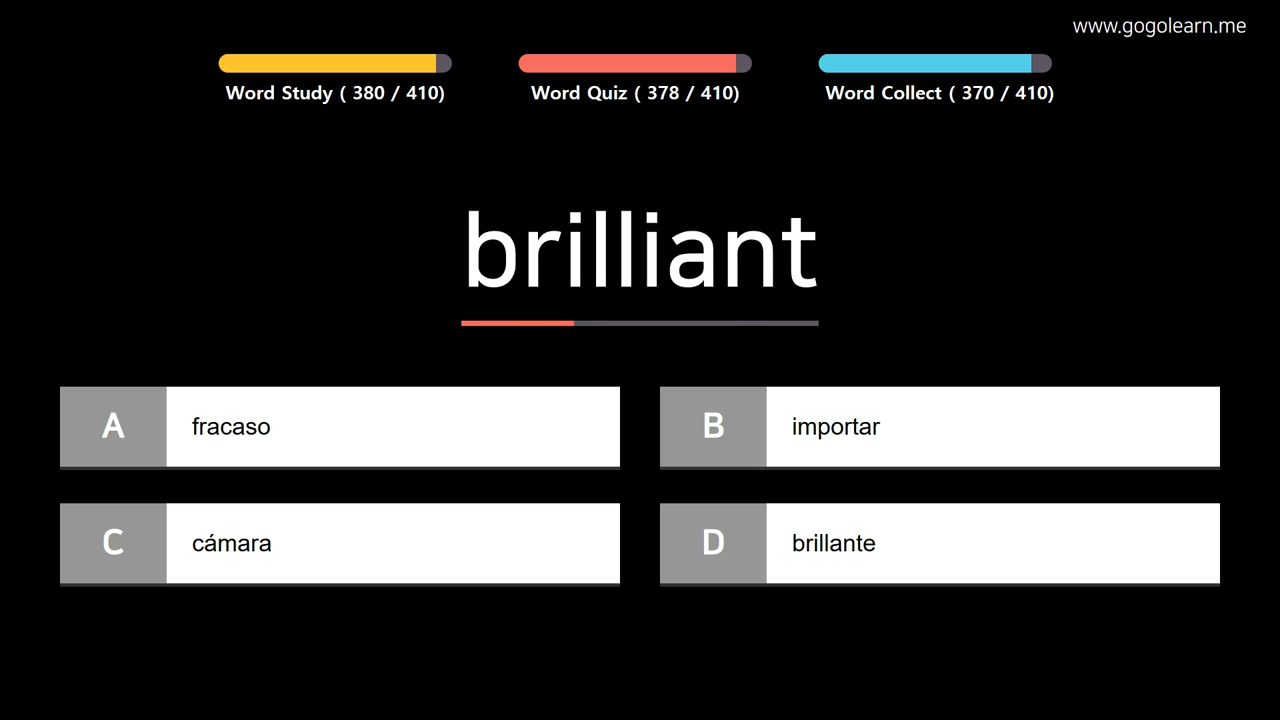 www.gogolearn.me
Word Study ( 380 / 410)
Word Quiz ( 378 / 410)
Word Collect ( 370 / 410)
brilliant
A fracaso
B importar
C cámara
D brillante